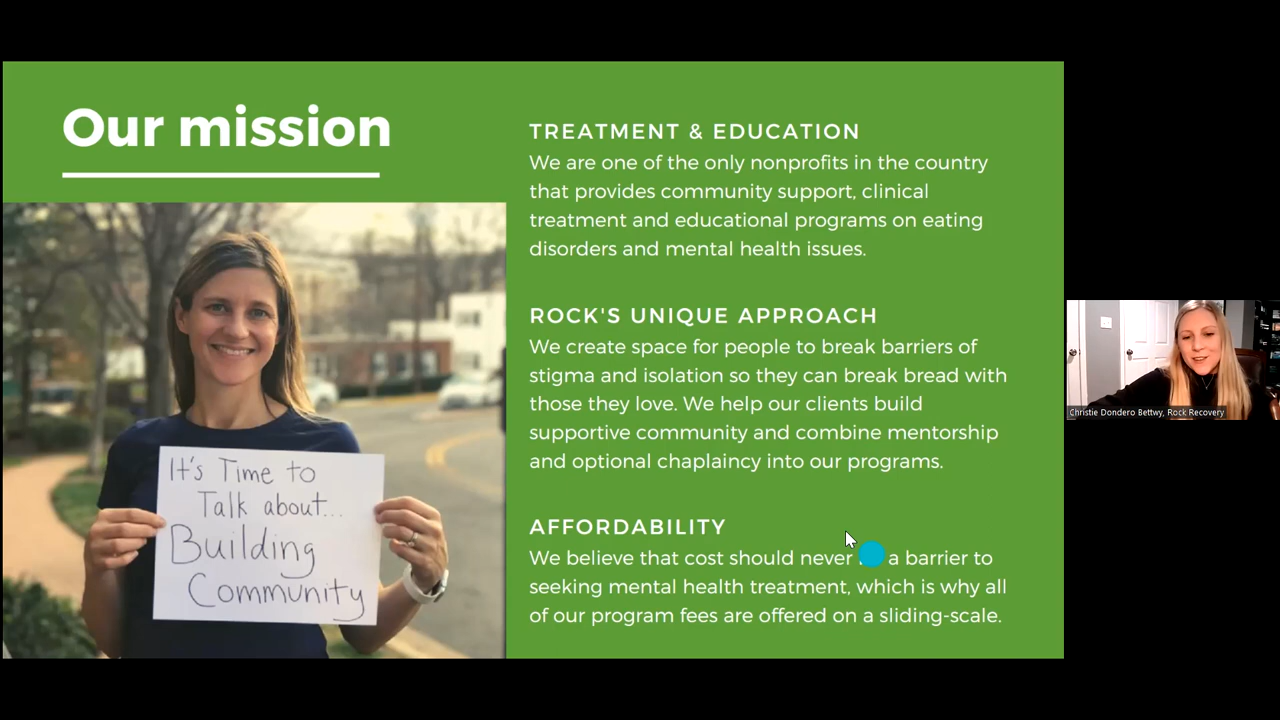 Our mission
It's Time to
Talk about...
Building
Community
TREATMENT & EDUCATION
We are one of the only nonprofits in the country
that provides community support, clinical
treatment and educational programs on eating
disorders and mental health issues.
ROCK'S UNIQUE APPROACH
We create space for people to break barriers of
stigma and isolation so they can break bread with
those they love. We help our clients build
supportive community and combine mentorship
and optional chaplaincy into our programs.
AFFORDABILITY
We believe that cost should never a barrier to
seeking mental health treatment, which is why all
of our program fees are offered on a sliding-scale.
Christie Dondero Bettwy, Rock Recovery